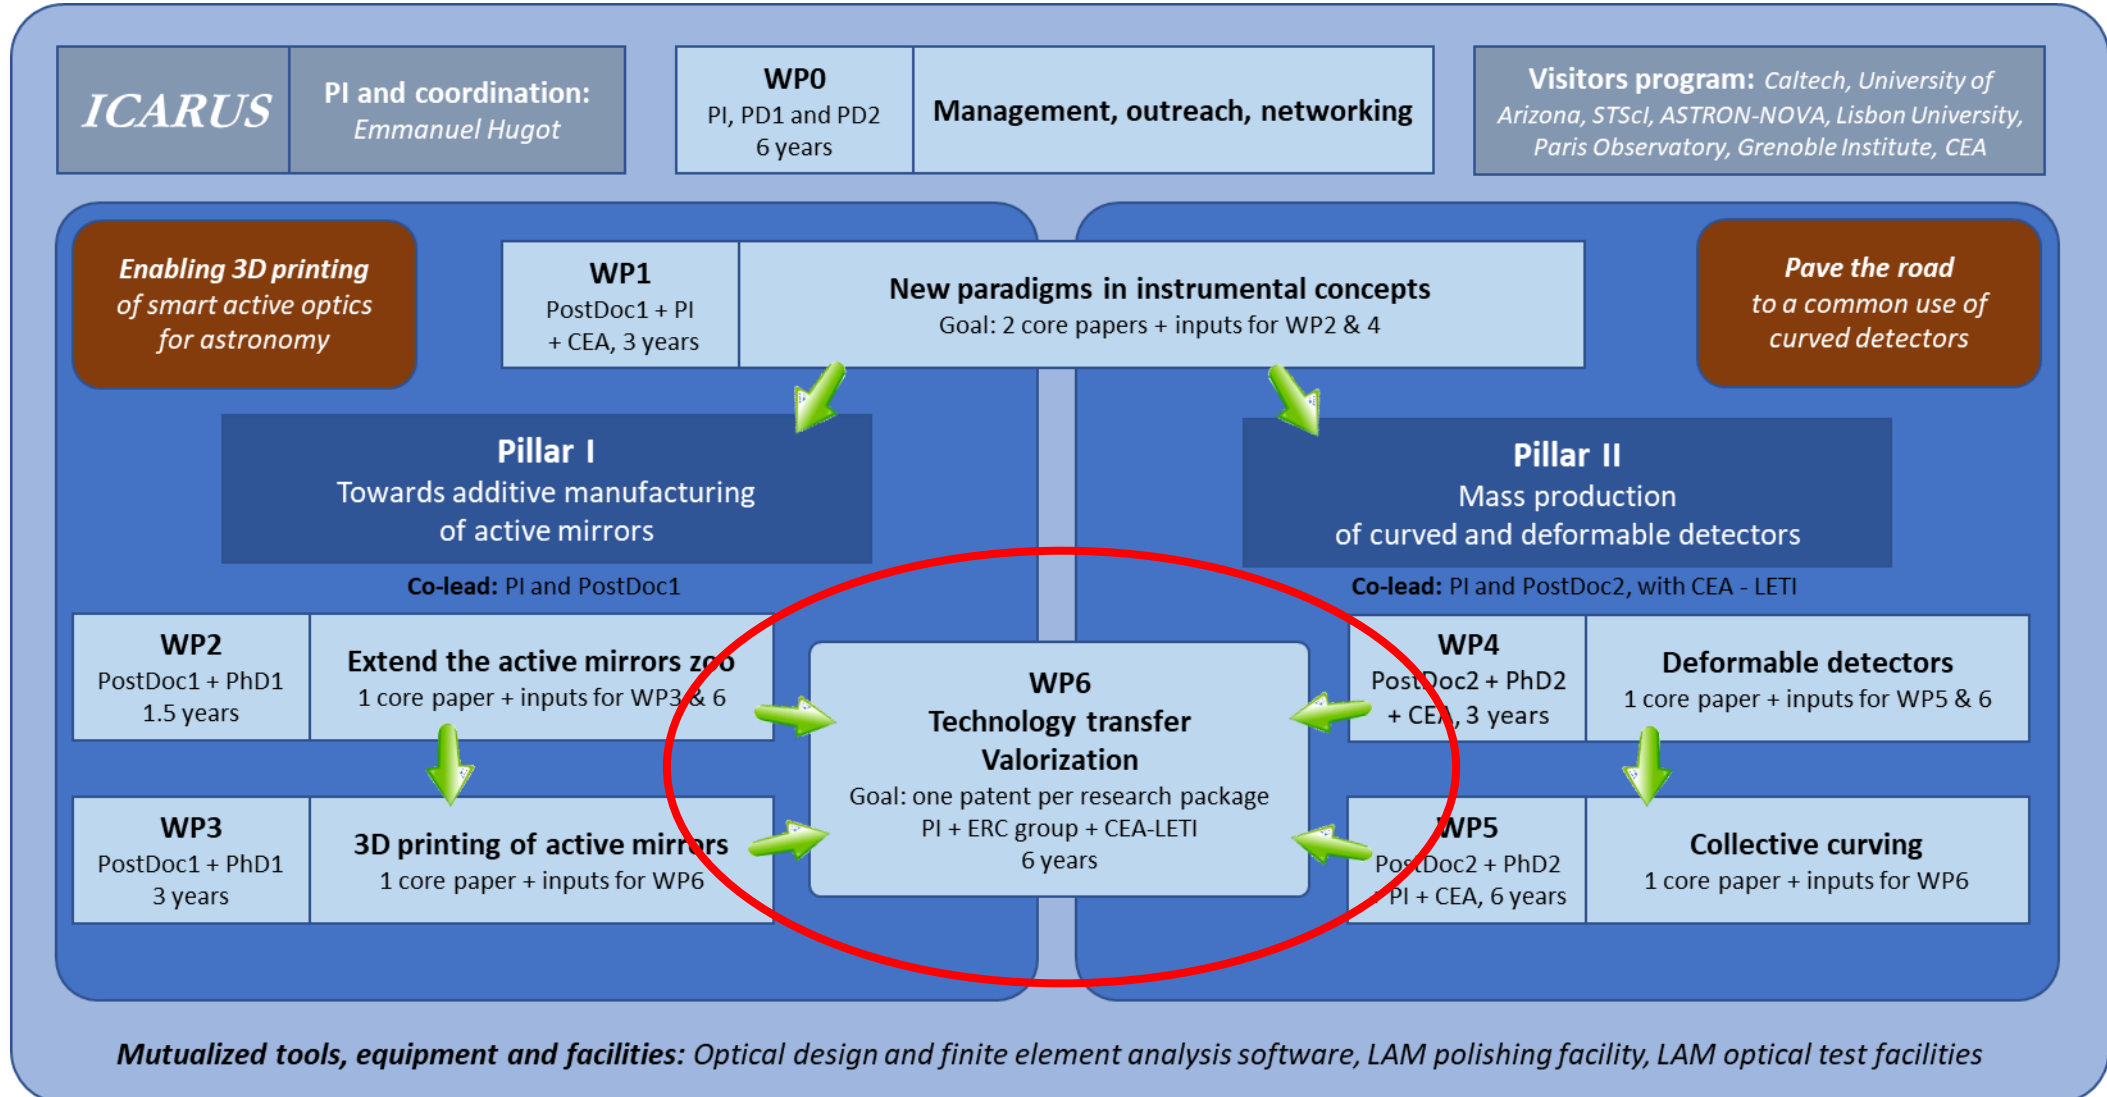 ICARUS
PI and coordination:
Emmanuel Hugot
WP0
PI, PD1 and PD2
6 years
Management, outreach, networking
Visitors program: Caltech, University of
Arizona, STScI, ASTRON-NOVA, Lisbon University,
Paris Observatory, Grenoble Institute, CEA
Enabling 3D printing
of smart active optics
for astronomy
WP1
PostDoc1 + PI
+ CEA, 3 years
New paradigms in instrumental concepts
Goal: 2 core papers + inputs for WP2 & 4
Pave the road
to a common use of
curved detectors
Pillar I
Towards additive manufacturing
of active mirrors
Co-lead: PI and PostDoc1
Pillar II
Mass production
of curved and deformable detectors
Co-lead: PI and PostDoc2, with CEA - LETI
WP2
PostDoc1 + PhD1
1.5 years
Extend the active mirrors zoo
1 core paper + inputs for WP3 & 6
WP3
PostDoc1 + PhD1
3 years
3D printing of active mirrors
1 core paper + inputs for WP6
WP6
Technology transfer
Valorization
Goal: one patent per research package
PI + ERC group + CEA-LETI
6 years
WP4
PostDoc2 + PhD2
+ CEA, 3 years
Deformable detectors
1 core paper + inputs for WP5 & 6
WP5
PostDoc2 + PhD2
+ PI + CEA, 6 years
Collective curving
1 core paper + inputs for WP6
Mutualized tools, equipment and facilities: Optical design and finite element analysis software, LAM polishing facility, LAM optical test facilities